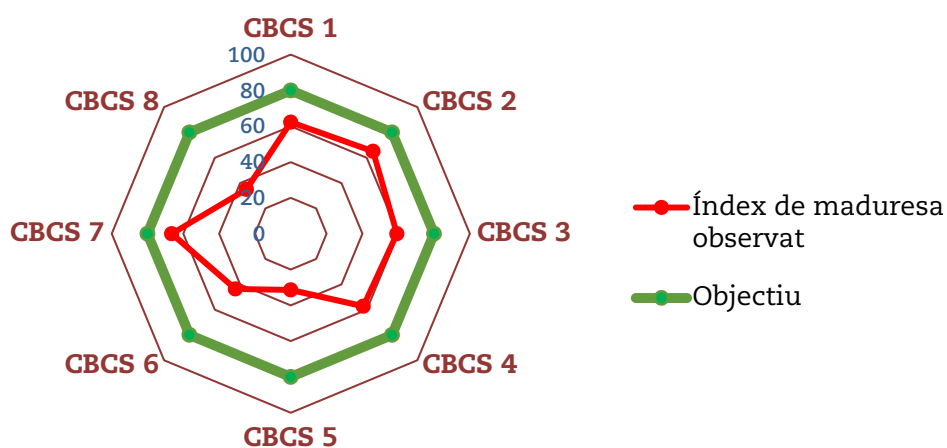 CBCS 1
100
80
60
40
20
0
CBCS 8
CBCS 2
CBCS 7
CBCS 3
CBCS 6
CBCS 4
CBCS 5
Índex de maduresa
observat
Objectiu